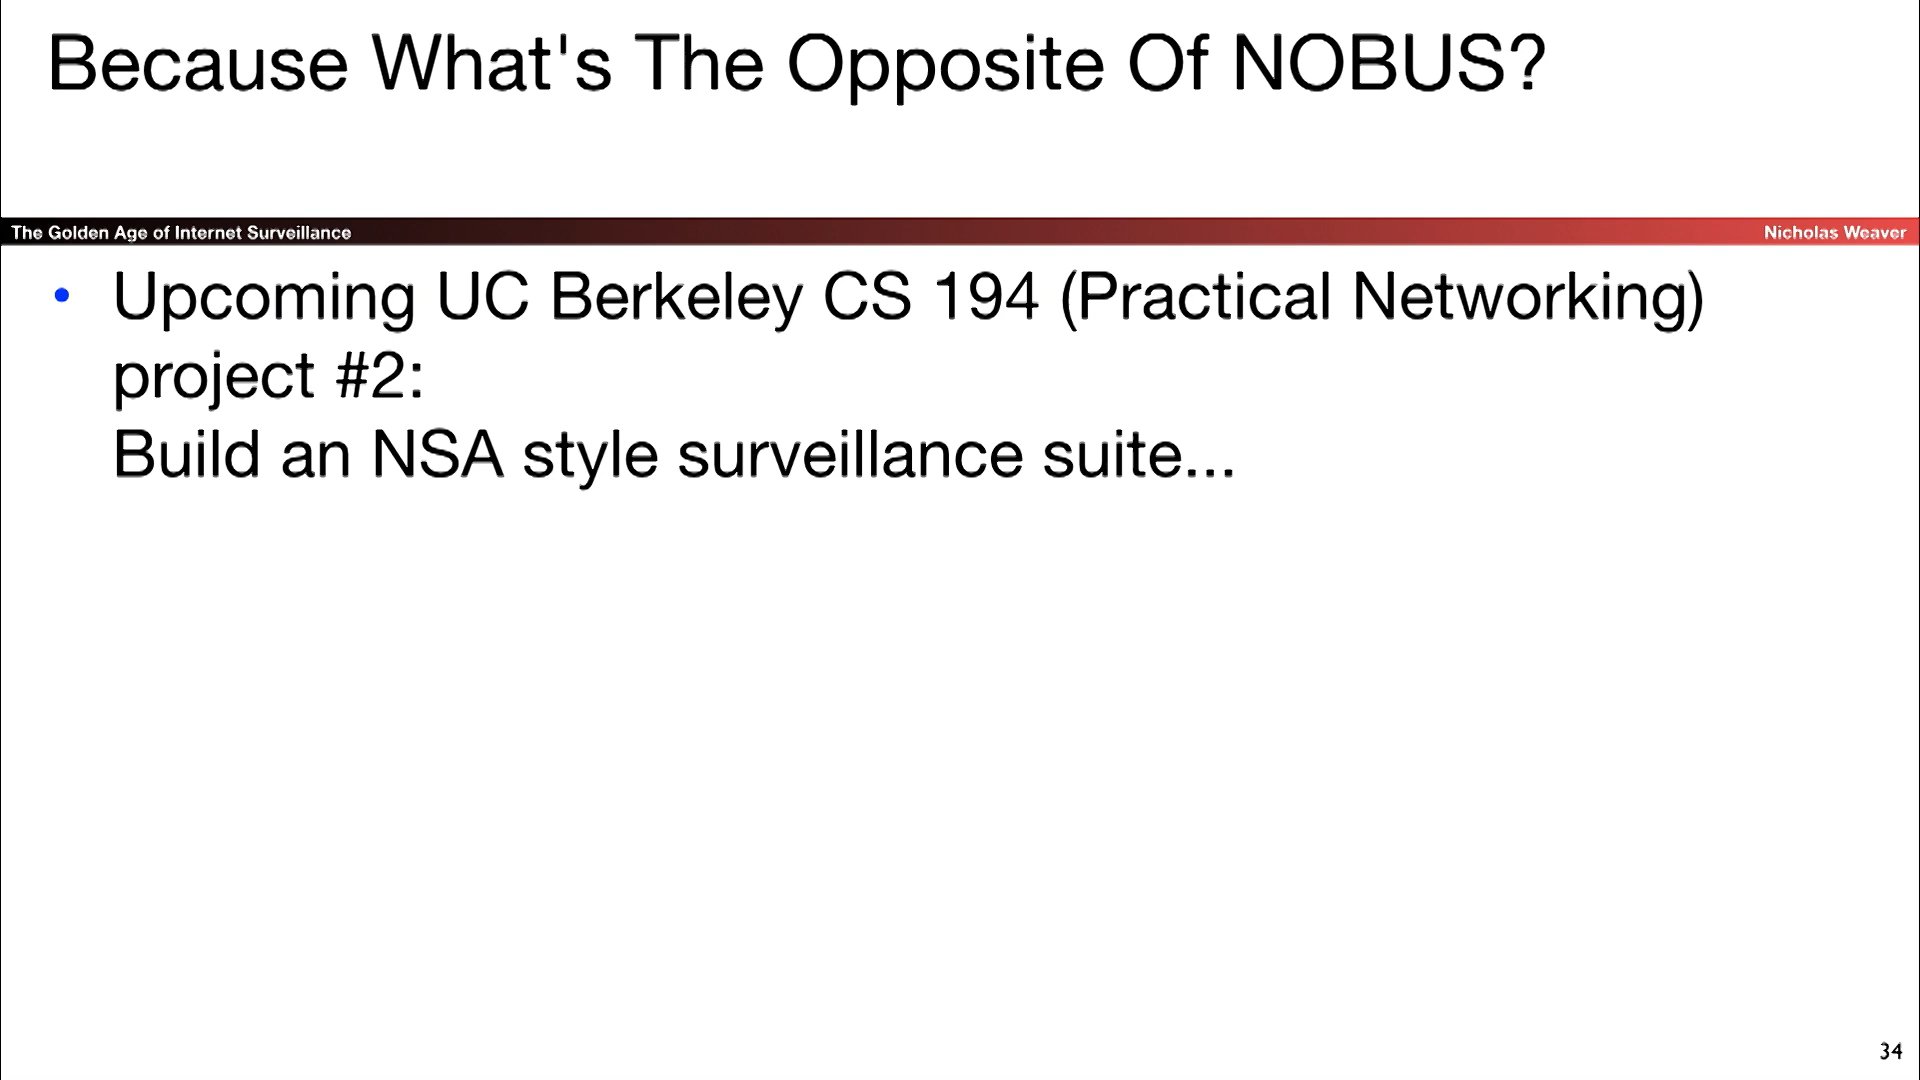 Because What's The Opposite Of NOBUS?
The Golden Age of Internet Surveillance
Nicholas Weaver
• Upcoming UC Berkeley CS 194 (Practical Networking)
project #2:
Build an NSA style surveillance suite...
34